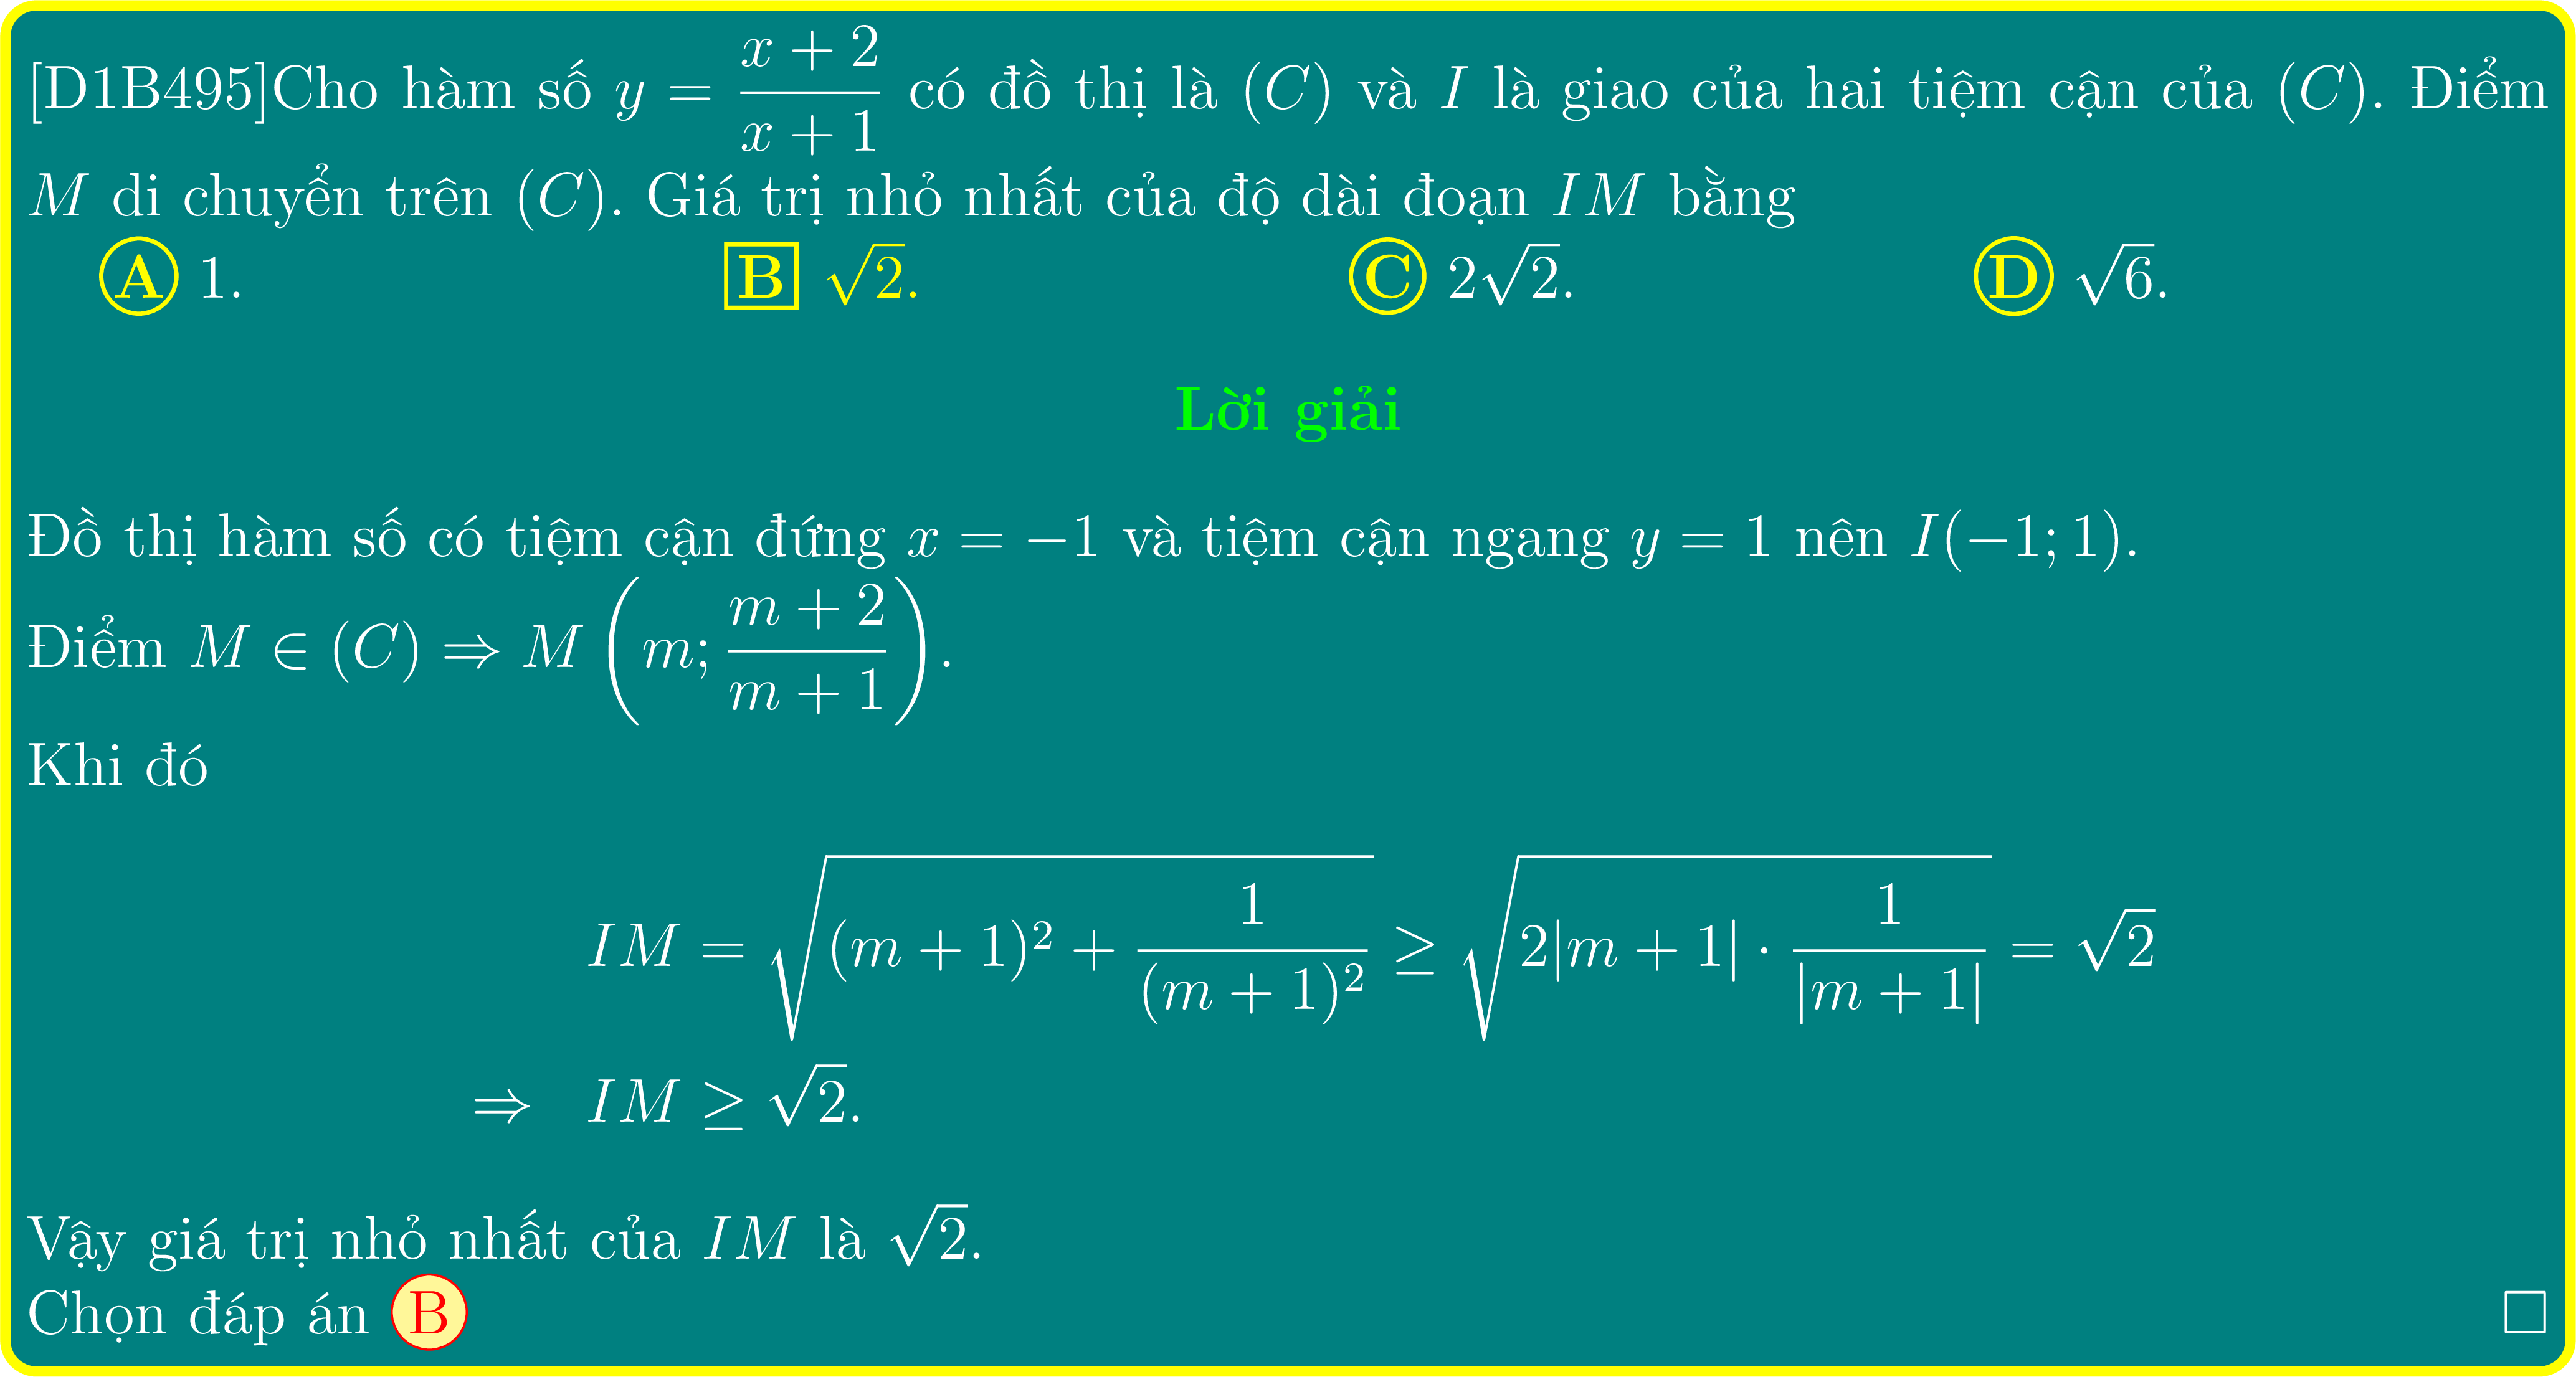 [D1B495]Cho hàm số $y = \dfrac{x+2}{x+1}$ có đồ thị là $(C)$ và $I$ là giao của hai tiệm cận của $(C)$. Điểm
$M$ di chuyển trên $(C)$. Giá trị nhỏ nhất của độ dài đoạn $IM$ bằng
A 1. B $\sqrt{2}$. C $2\sqrt{2}$. D $\sqrt{6}$.
Lời giải
Đồ thị hàm số có tiệm cận đứng $x = -1$ và tiệm cận ngang $y = 1$ nên $I(-1; 1)$.
Điểm $M \in (C) \Rightarrow M\left(m; \dfrac{m+2}{m+1}\right)$.
Khi đó
$IM = \sqrt{(m+1)^2 + \dfrac{1}{(m+1)^2}} \geq \sqrt{2|m+1| \cdot \dfrac{1}{|m+1|}} = \sqrt{2}$
$\Rightarrow IM \geq \sqrt{2}$.
Vậy giá trị nhỏ nhất của $IM$ là $\sqrt{2}$.
Chọn đáp án B □